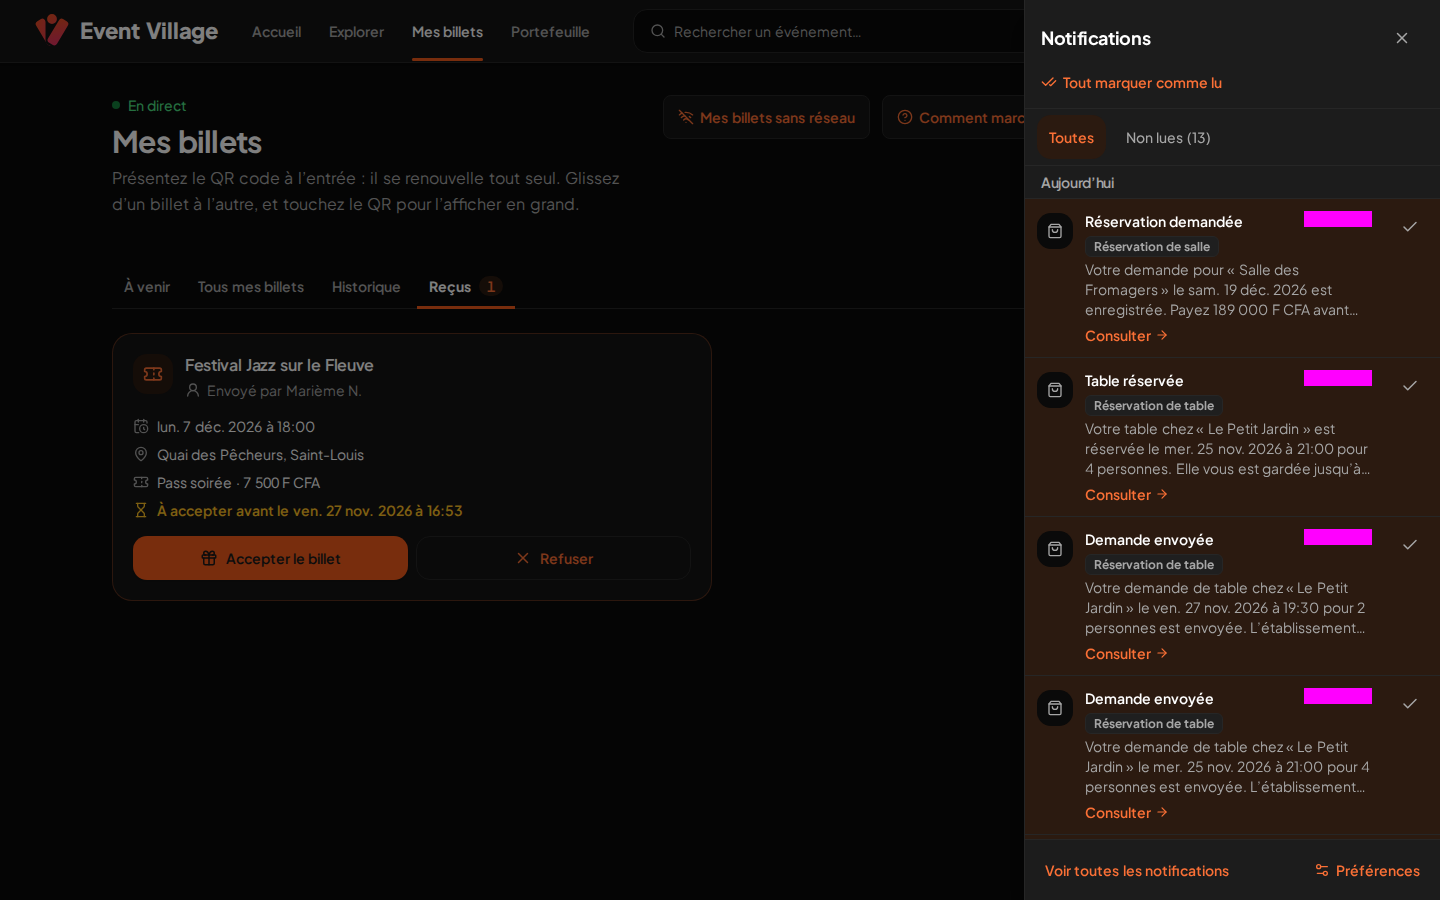 Event Village
Accueil
Explorer
Mes billets
Portefeuille
Rechercher un événement...
En direct
Mes billets
Présentez le QR code à l'entrée : il se renouvelle tout seul. Glissez
d'un billet à l'autre, et touchez le QR pour l'afficher en grand.
Mes billets sans réseau
Comment marc
À venir
Tous mes billets
Historique
Reçus 1
Festival Jazz sur le Fleuve
Envoyé par Marième N.
lun. 7 déc. 2026 à 18:00
Quai des Pêcheurs, Saint-Louis
Pass soirée · 7 500 F CFA
À accepter avant le ven. 27 nov. 2026 à 16:53
Accepter le billet
Refuser
Notifications
Tout marquer comme lu
Toutes
Non lues (13)
Aujourd'hui
Réservation demandée
Réservation de salle
Votre demande pour « Salle des
Fromagers » le sam. 19 déc. 2026 est
enregistrée. Payez 189 000 F CFA avant...
Consulter →
Table réservée
Réservation de table
Votre table chez « Le Petit Jardin » est
réservée le mer. 25 nov. 2026 à 21:00 pour
4 personnes. Elle vous est gardée jusqu'à...
Consulter →
Demande envoyée
Réservation de table
Votre demande de table chez « Le Petit
Jardin » le ven. 27 nov. 2026 à 19:30 pour 2
personnes est envoyée. L'établissement...
Consulter →
Demande envoyée
Réservation de table
Votre demande de table chez « Le Petit
Jardin » le mer. 25 nov. 2026 à 21:00 pour 4
personnes est envoyée. L'établissement...
Consulter →
Voir toutes les notifications
Préférences